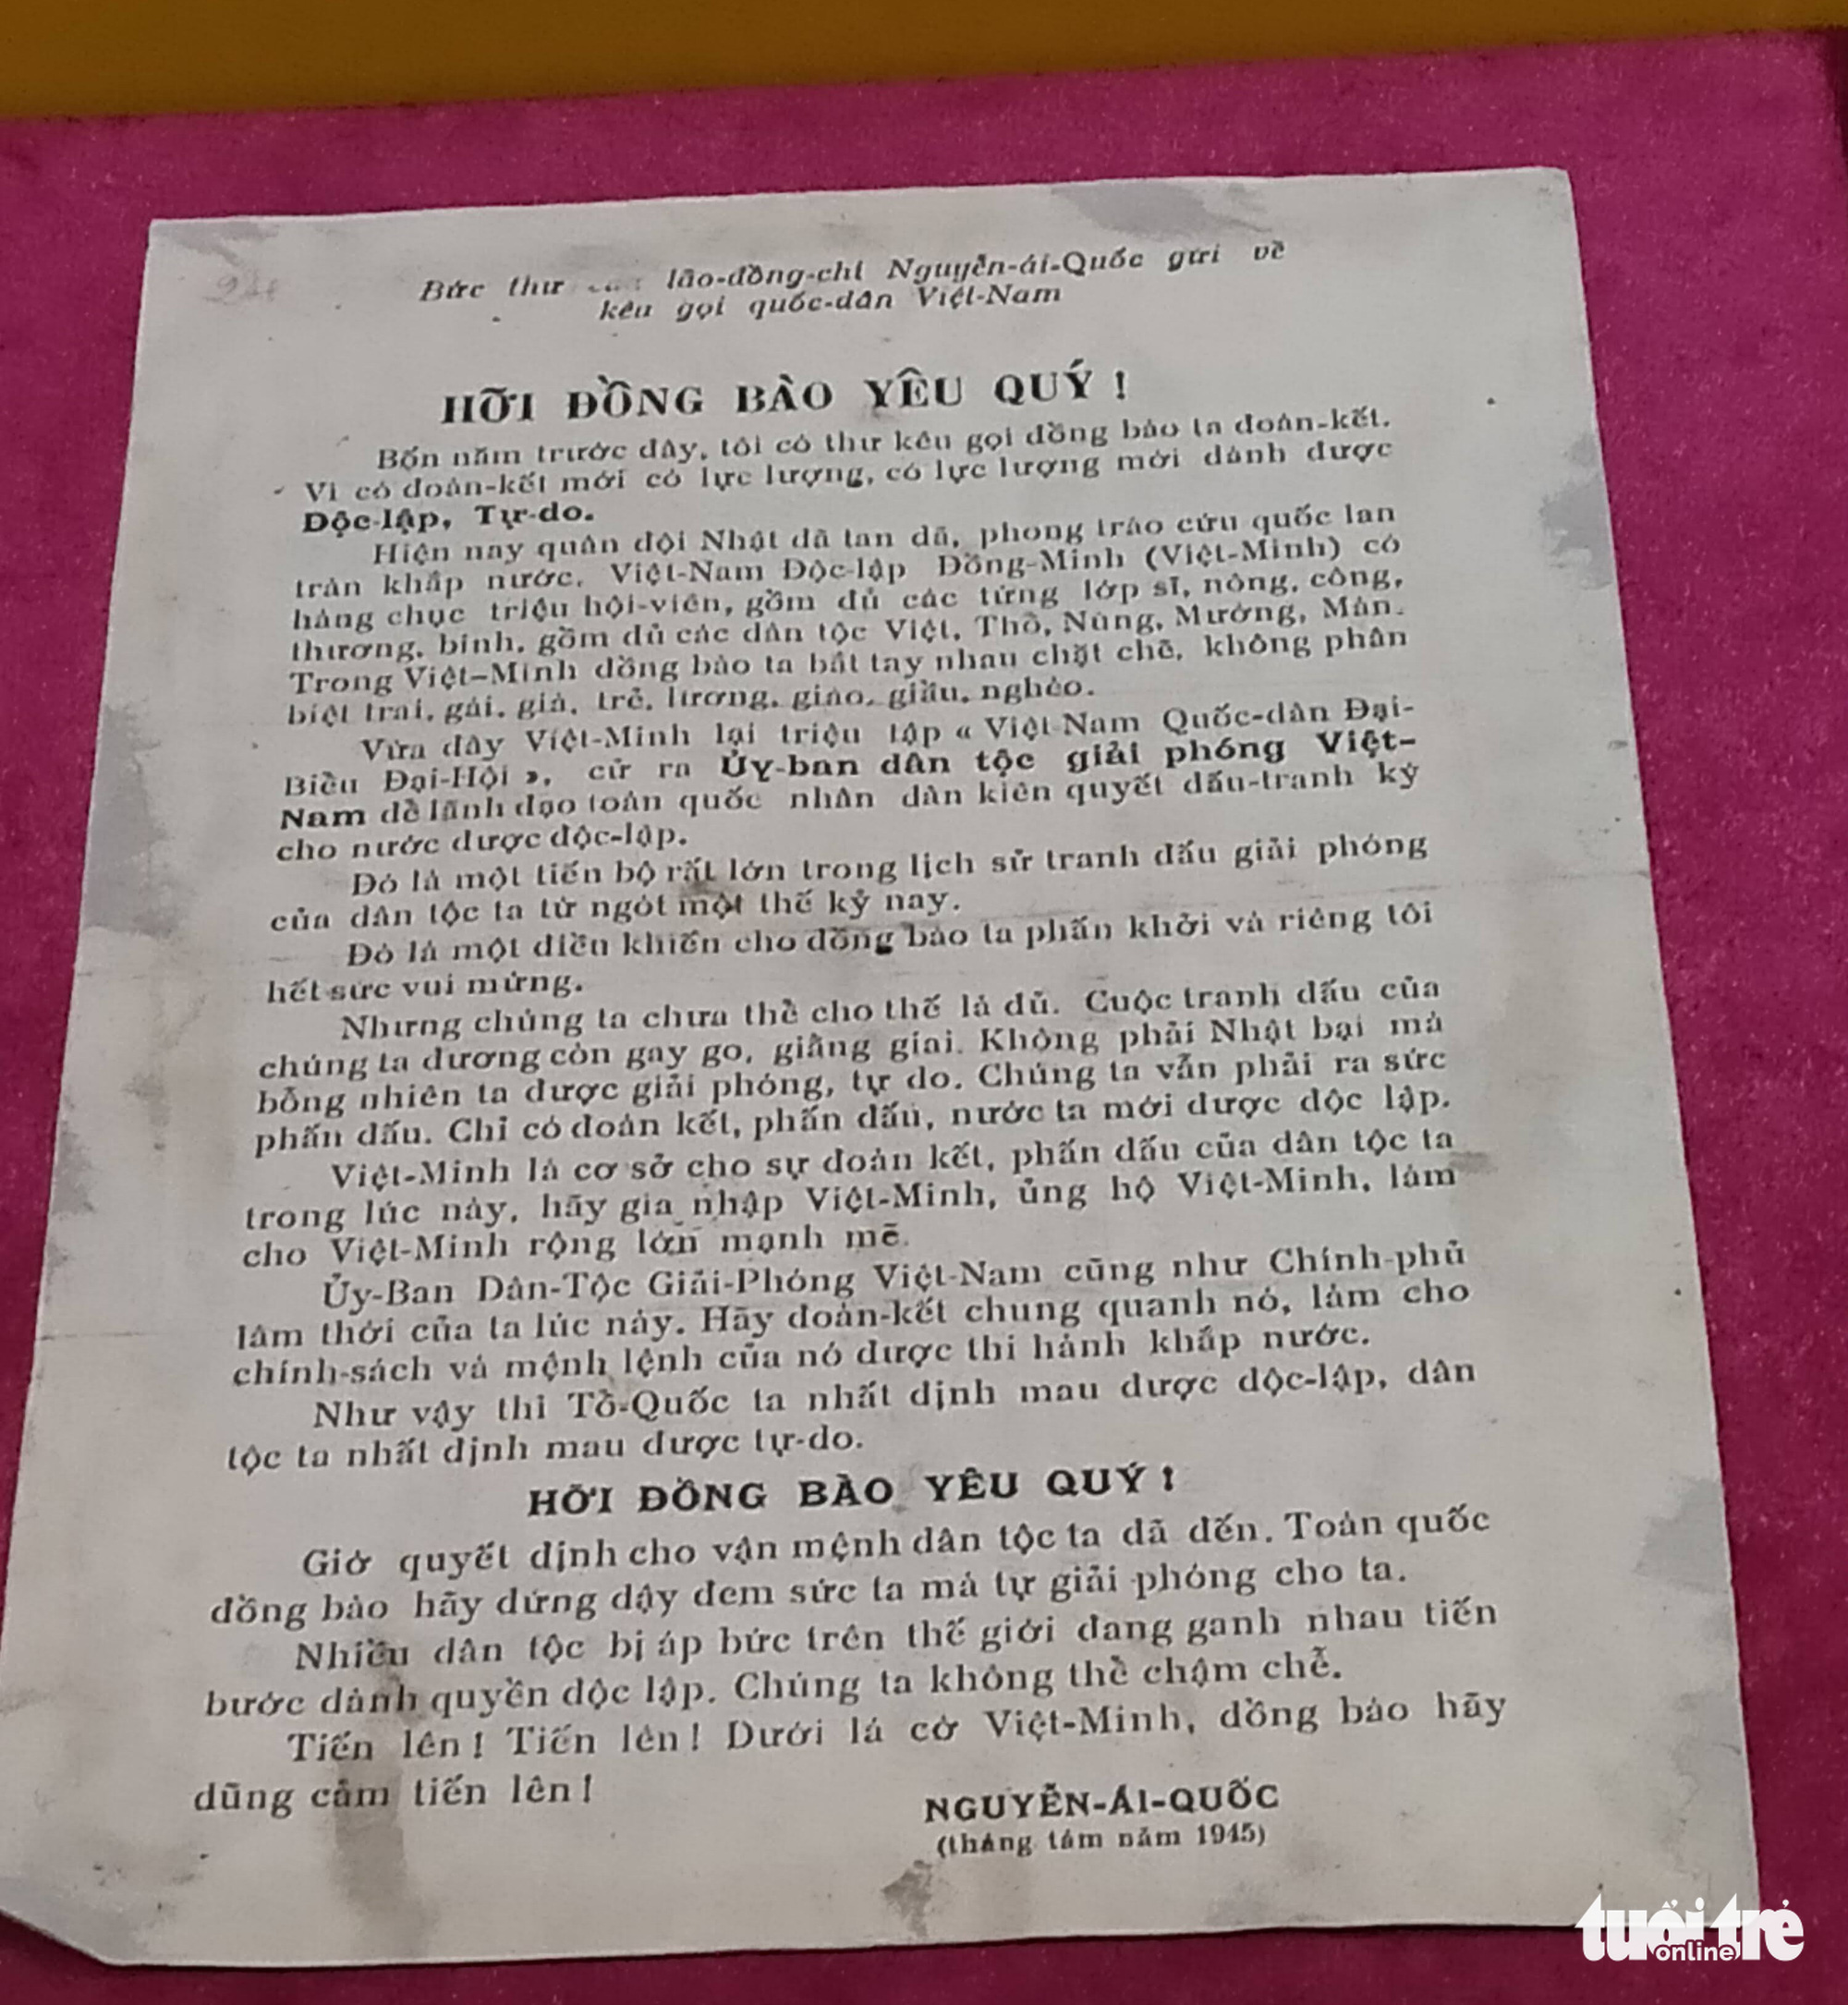 Bức thư lão-đồng-chí Nguyễn-ái-Quốc gửi về
kêu gọi quốc-dân Việt-Nam
HỠI ĐỒNG BÀO YÊU QUÝ !
Bốn năm trước đây, tôi có thư kêu gọi đồng bào ta đoàn-kết.
Vì có đoàn-kết mới có lực lượng, có lực lượng mới dành được
Độc-lập, Tự-do.
Hiện nay quân đội Nhật đã tan dã, phong trào cứu quốc lan
tràn khắp nước. Việt-Nam Độc-lập Đồng-Minh (Việt-Minh) có
hàng chục triệu hội-viên, gồm đủ các từng lớp sĩ, nông, công,
thương, binh, gồm đủ các dân tộc Việt, Thổ, Nùng, Mường, Mán.
Trong Việt-Minh đồng bào ta bắt tay nhau chặt chẽ, không phân
biệt trai, gái, già, trẻ, lương, giáo, giầu, nghèo.
Vừa đây Việt-Minh lại triệu tập « Việt-Nam Quốc-dân Đại-
Biểu Đại-Hội », cử ra Ủy-ban dân tộc giải phóng Việt-
Nam để lãnh đạo toàn quốc nhân dân kiên quyết đấu-tranh kỳ
cho nước được độc-lập.
Đó là một tiến bộ rất lớn trong lịch sử tranh đấu giải phóng
của dân tộc ta từ ngót một thế kỷ nay.
Đó là một điều khiến cho đồng bào ta phấn khởi và riêng tôi
hết sức vui mừng.
Nhưng chúng ta chưa thể cho thế là đủ. Cuộc tranh đấu của
chúng ta đương còn gay go, giằng giai. Không phải Nhật bại mà
bỗng nhiên ta được giải phóng, tự do. Chúng ta vẫn phải ra sức
phấn đấu. Chỉ có đoàn kết, phấn đấu, nước ta mới được độc lập.
Việt-Minh là cơ sở cho sự đoàn kết, phấn đấu của dân tộc ta
trong lúc này, hãy gia nhập Việt-Minh, ủng hộ Việt-Minh, làm
cho Việt-Minh rộng lớn mạnh mẽ.
Ủy-Ban Dân-Tộc Giải-Phóng Việt-Nam cũng như Chính-phủ
lâm thời của ta lúc này. Hãy đoàn-kết chung quanh nó, làm cho
chính-sách và mệnh lệnh của nó được thi hành khắp nước.
Như vậy thì Tổ-Quốc ta nhất định mau được độc-lập, dân
tộc ta nhất định mau được tự-do.
HỠI ĐỒNG BÀO YÊU QUÝ !
Giờ quyết định cho vận mệnh dân tộc ta đã đến. Toàn quốc
đồng bào hãy đứng dậy đem sức ta mà tự giải phóng cho ta.
Nhiều dân tộc bị áp bức trên thế giới đang ganh nhau tiến
bước dành quyền độc lập. Chúng ta không thể chậm chễ.
Tiến lên ! Tiến lên ! Dưới lá cờ Việt-Minh, đồng bào hãy
dũng cảm tiến lên !
NGUYỄN-ÁI-QUỐC
(tháng tám năm 1945)
tuổi trẻ
online